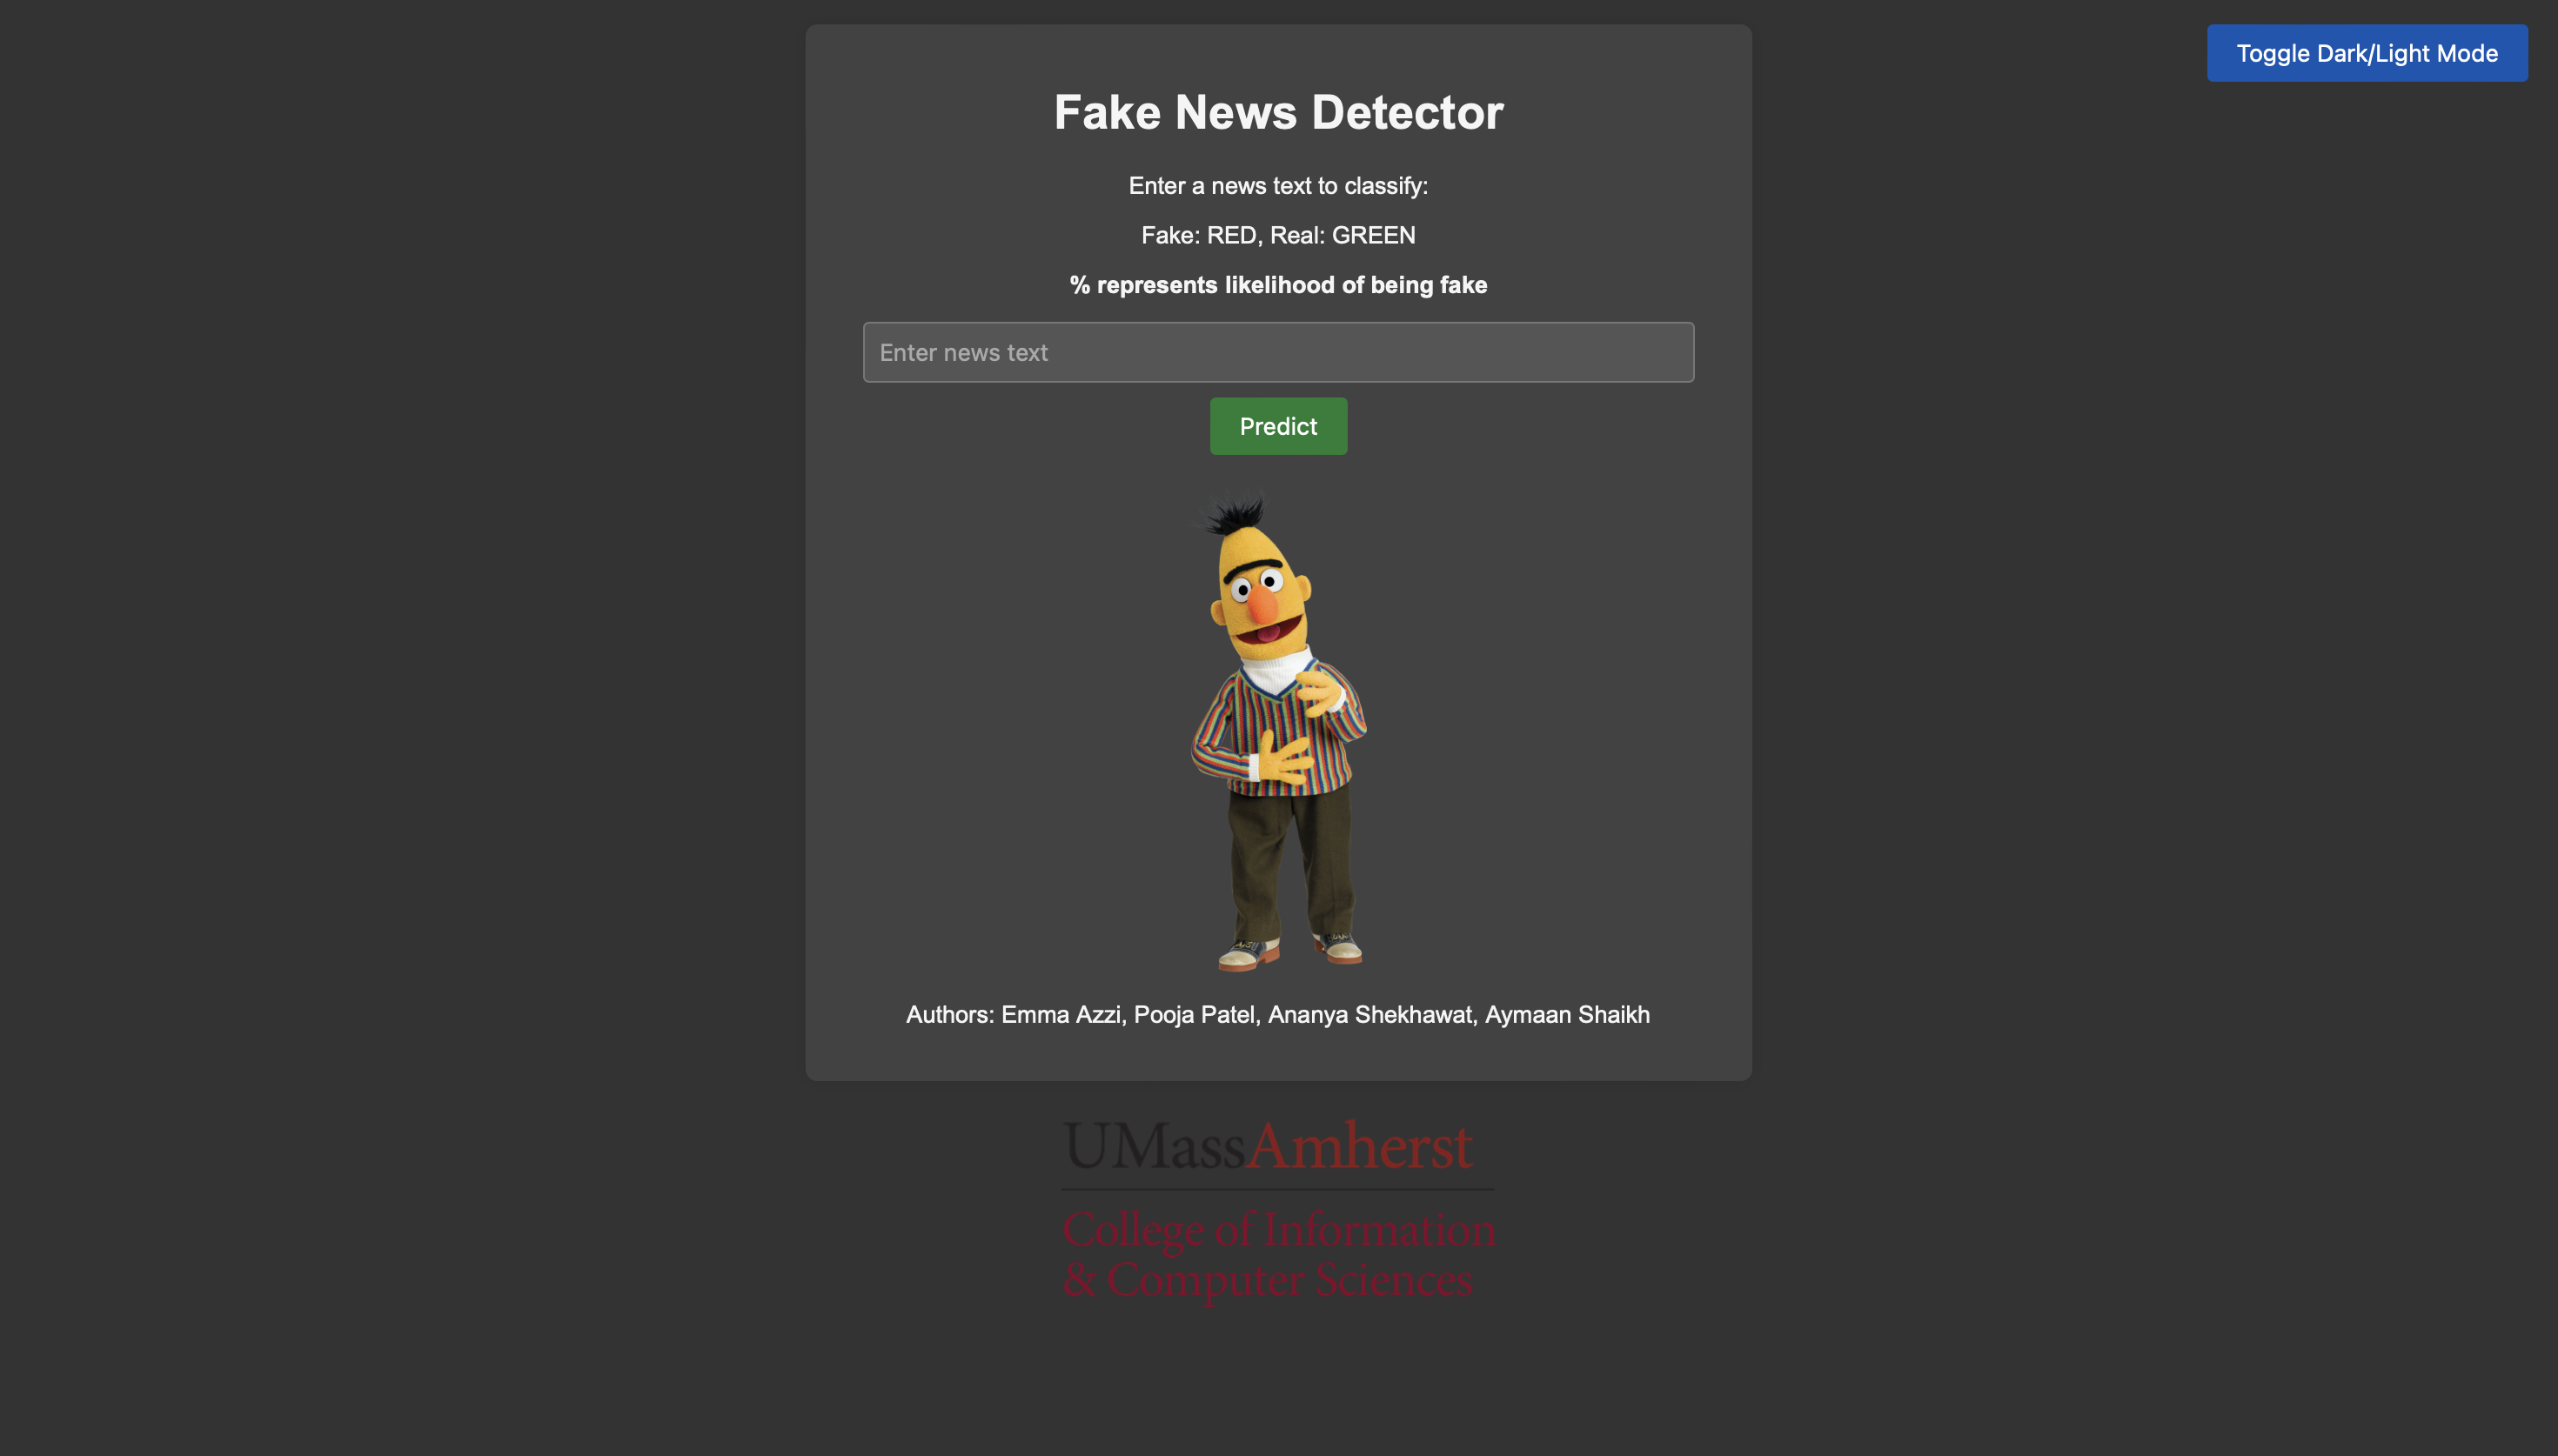 Toggle Dark/Light Mode
Fake News Detector
Enter a news text to classify:
Fake: RED, Real: GREEN
% represents likelihood of being fake
Enter news text
Predict
Authors: Emma Azzi, Pooja Patel, Ananya Shekhawat, Aymaan Shaikh
UMassAmherst
College of Information
& Computer Sciences